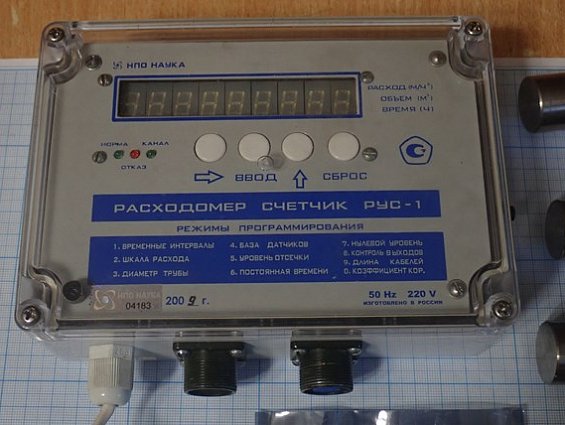 НПО НАУКА
РАСХОД (М/Ч³)
ОБЪЕМ (М³)
ВРЕМЯ (Ч)
НОРМА КАНАЛ
ОТКАЗ
ВВОД СБРОС
РАСХОДОМЕР СЧЕТЧИК РУС-1
РЕЖИМЫ ПРОГРАММИРОВАНИЯ
1. ВРЕМЕННЫЕ ИНТЕРВАЛЫ
2. ШКАЛА РАСХОДА
3. ДИАМЕТР ТРУБЫ
4. БАЗА ДАТЧИКОВ
5. УРОВЕНЬ ОТСЕЧКИ
6. ПОСТОЯННАЯ ВРЕМЕНИ
7. НУЛЕВОЙ УРОВЕНЬ
8. КОНТРОЛЬ ВЫХОДОВ
9. ДЛИНА КАБЕЛЕЙ
0. КОЭФФИЦИЕНТ КОР.
НПО НАУКА
04183
2009 г.
50 Hz 220 V
ИЗГОТОВЛЕНО В РОССИИ